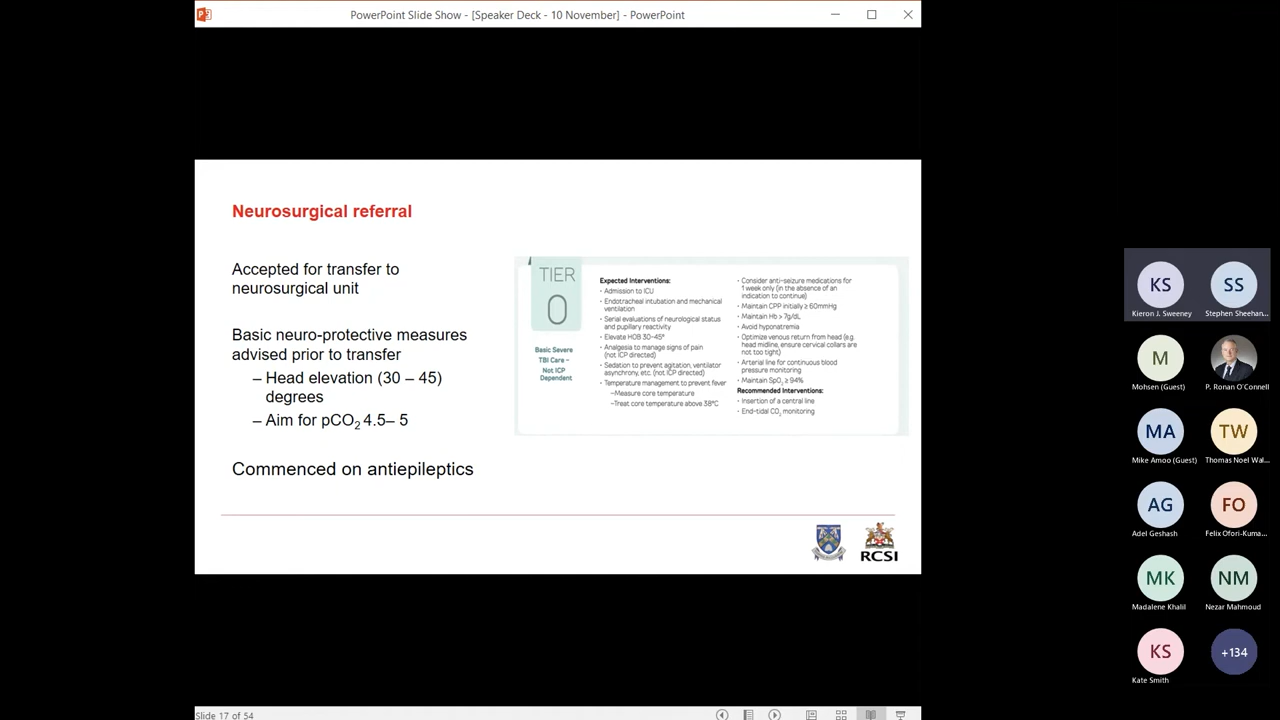 PowerPoint Slide Show - [Speaker Deck - 10 November] - PowerPoint
Neurosurgical referral
Accepted for transfer to
neurosurgical unit
Basic neuro-protective measures
advised prior to transfer
– Head elevation (30 – 45)
degrees
– Aim for pCO2 4.5– 5
Commenced on antiepileptics
TIER
0
Basic Severe
TBI Care –
Not ICP
Dependent
Expected Interventions:
• Admission to ICU
• Endotracheal intubation and mechanical
ventilation
• Serial evaluations of neurological status
and pupillary reactivity
• Elevate HOB 30-45°
• Analgesia to manage signs of pain
(not ICP directed)
• Sedation to prevent agitation, ventilator
asynchrony, etc. (not ICP directed)
• Temperature management to prevent fever
–Measure core temperature
–Treat core temperature above 38°C
• Consider anti-seizure medications for
1 week only (in the absence of an
indication to continue)
• Maintain CPP initially ≥ 60mmHg
• Maintain Hb > 7g/dL
• Avoid hyponatremia
• Optimize venous return from head (e.g.
head midline, ensure cervical collars are
not too tight)
• Arterial line for continuous blood
pressure monitoring
• Maintain SpO2 ≥ 94%
Recommended Interventions:
• Insertion of a central line
• End-tidal CO2 monitoring
RCSI
Slide 17 of 54
KS
Kieron J. Sweeney
SS
Stephen Sheehan...
M
Mohsen (Guest)
P. Ronan O'Connell
MA
Mike Amoo (Guest)
TW
Thomas Noel Wal...
AG
Adel Geshash
FO
Felix Ofori-Kuma...
MK
Madalene Khalil
NM
Nezar Mahmoud
KS
Kate Smith
+134